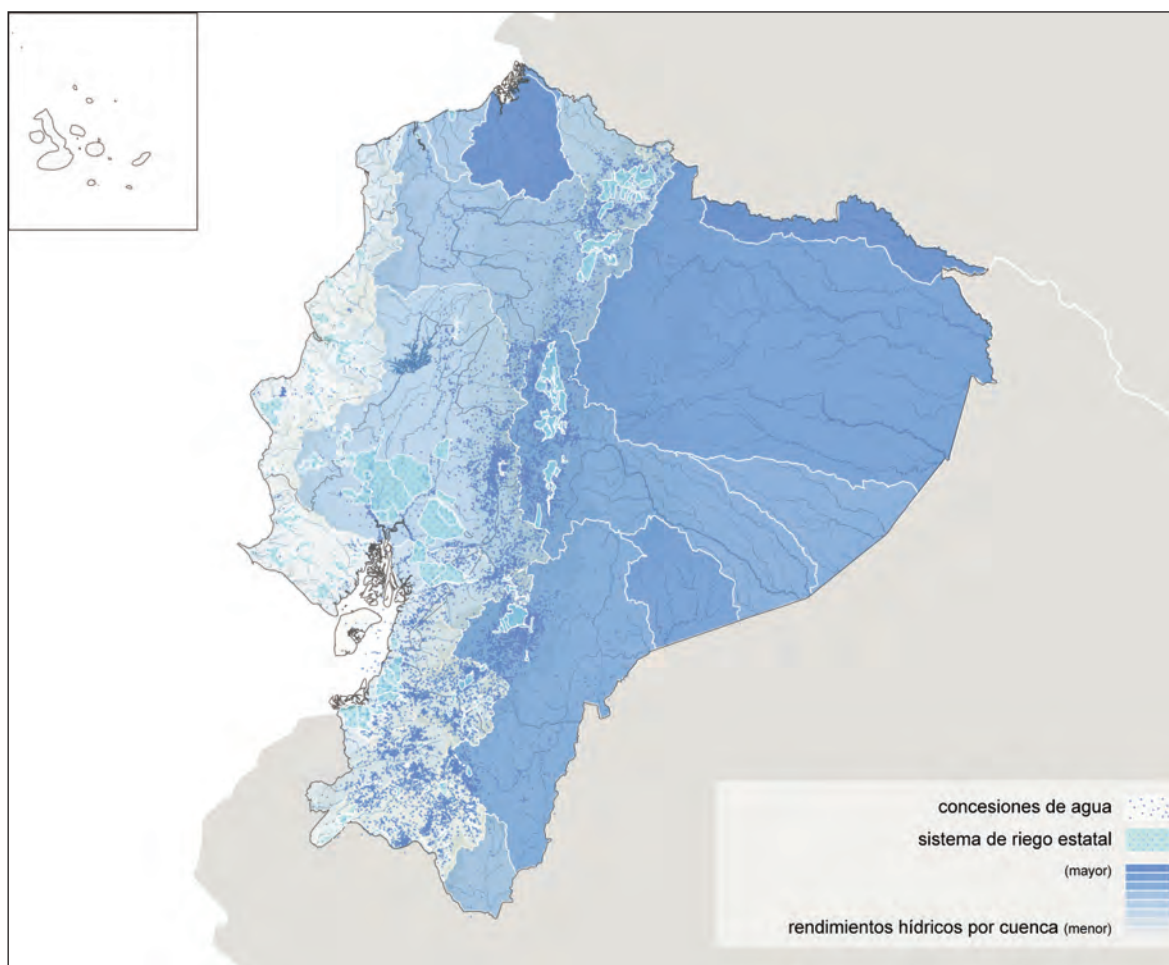 concesiones de agua
sistema de riego estatal
(mayor)
rendimientos hídricos por cuenca (menor)